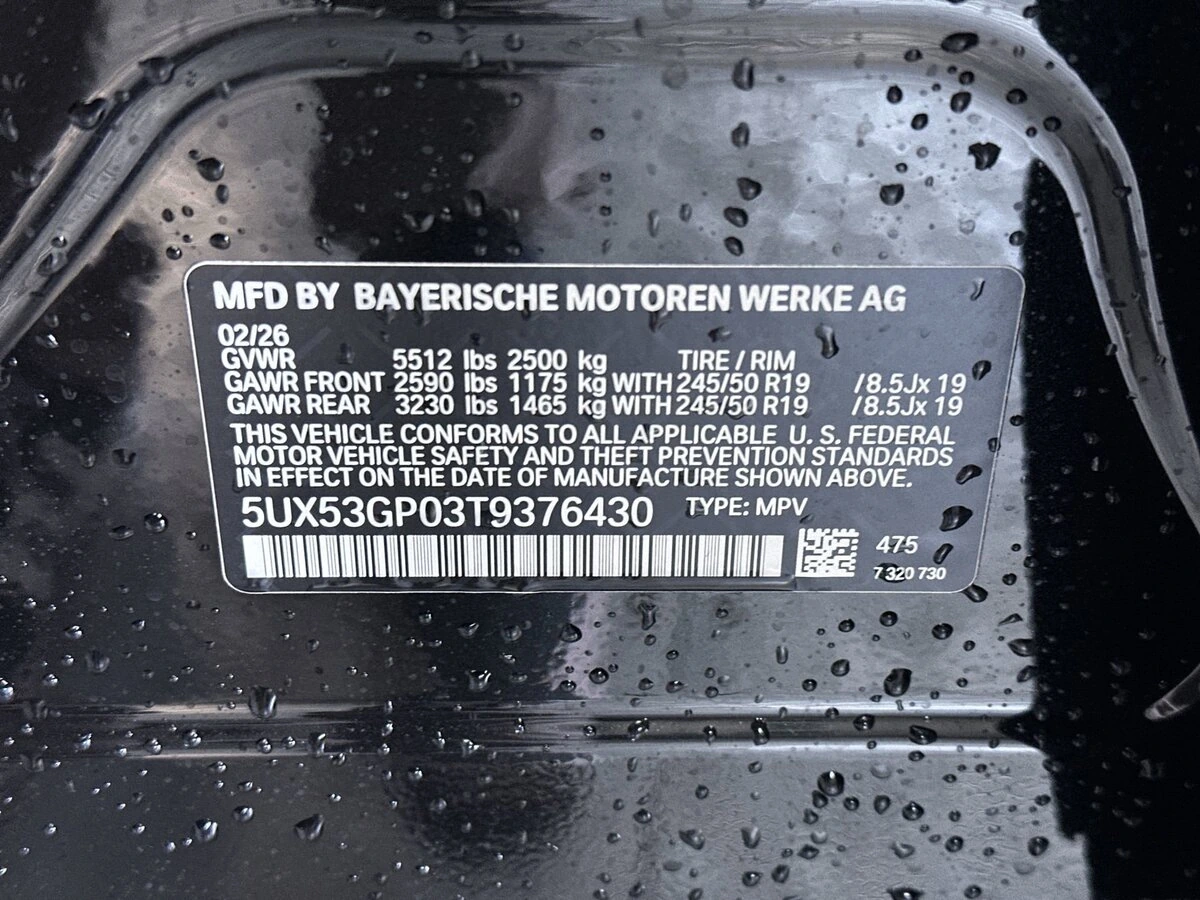 MFD BY BAYERISCHE MOTOREN WERKE AG
02/26
GVWR 5512 lbs 2500 kg TIRE / RIM
GAWR FRONT 2590 lbs 1175 kg WITH 245/50 R19 /8.5Jx 19
GAWR REAR 3230 lbs 1465 kg WITH 245/50 R19 /8.5Jx 19
THIS VEHICLE CONFORMS TO ALL APPLICABLE U. S. FEDERAL
MOTOR VEHICLE SAFETY AND THEFT PREVENTION STANDARDS
IN EFFECT ON THE DATE OF MANUFACTURE SHOWN ABOVE.
5UX53GP03T9376430 TYPE: MPV
475
7 320 730